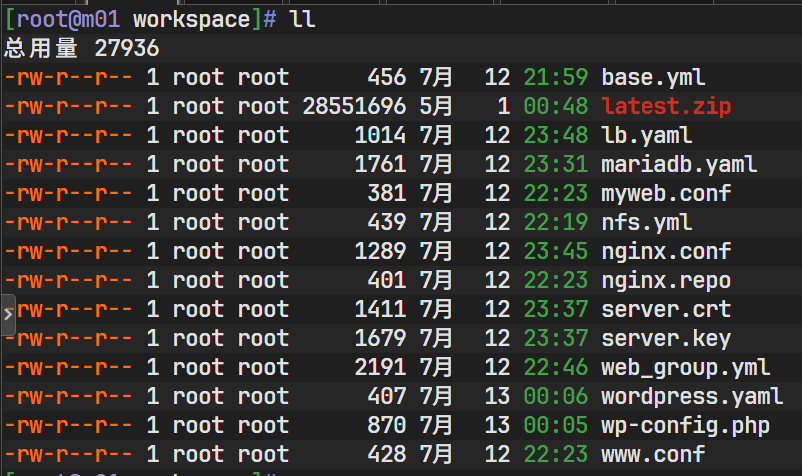 [root@m01 workspace]# ll
总用量 27936
-rw-r--r-- 1 root root      456 7月   12 21:59 base.yml
-rw-r--r-- 1 root root 28551696 5月    1 00:48 latest.zip
-rw-r--r-- 1 root root     1014 7月   12 23:48 lb.yaml
-rw-r--r-- 1 root root     1761 7月   12 23:31 mariadb.yaml
-rw-r--r-- 1 root root      381 7月   12 22:23 myweb.conf
-rw-r--r-- 1 root root      439 7月   12 22:19 nfs.yml
-rw-r--r-- 1 root root     1289 7月   12 23:45 nginx.conf
-rw-r--r-- 1 root root      401 7月   12 22:23 nginx.repo
-rw-r--r-- 1 root root     1411 7月   12 23:37 server.crt
-rw-r--r-- 1 root root     1679 7月   12 23:37 server.key
-rw-r--r-- 1 root root     2191 7月   12 22:46 web_group.yml
-rw-r--r-- 1 root root      407 7月   13 00:06 wordpress.yaml
-rw-r--r-- 1 root root      870 7月   13 00:05 wp-config.php
-rw-r--r-- 1 root root      428 7月   12 22:23 www.conf